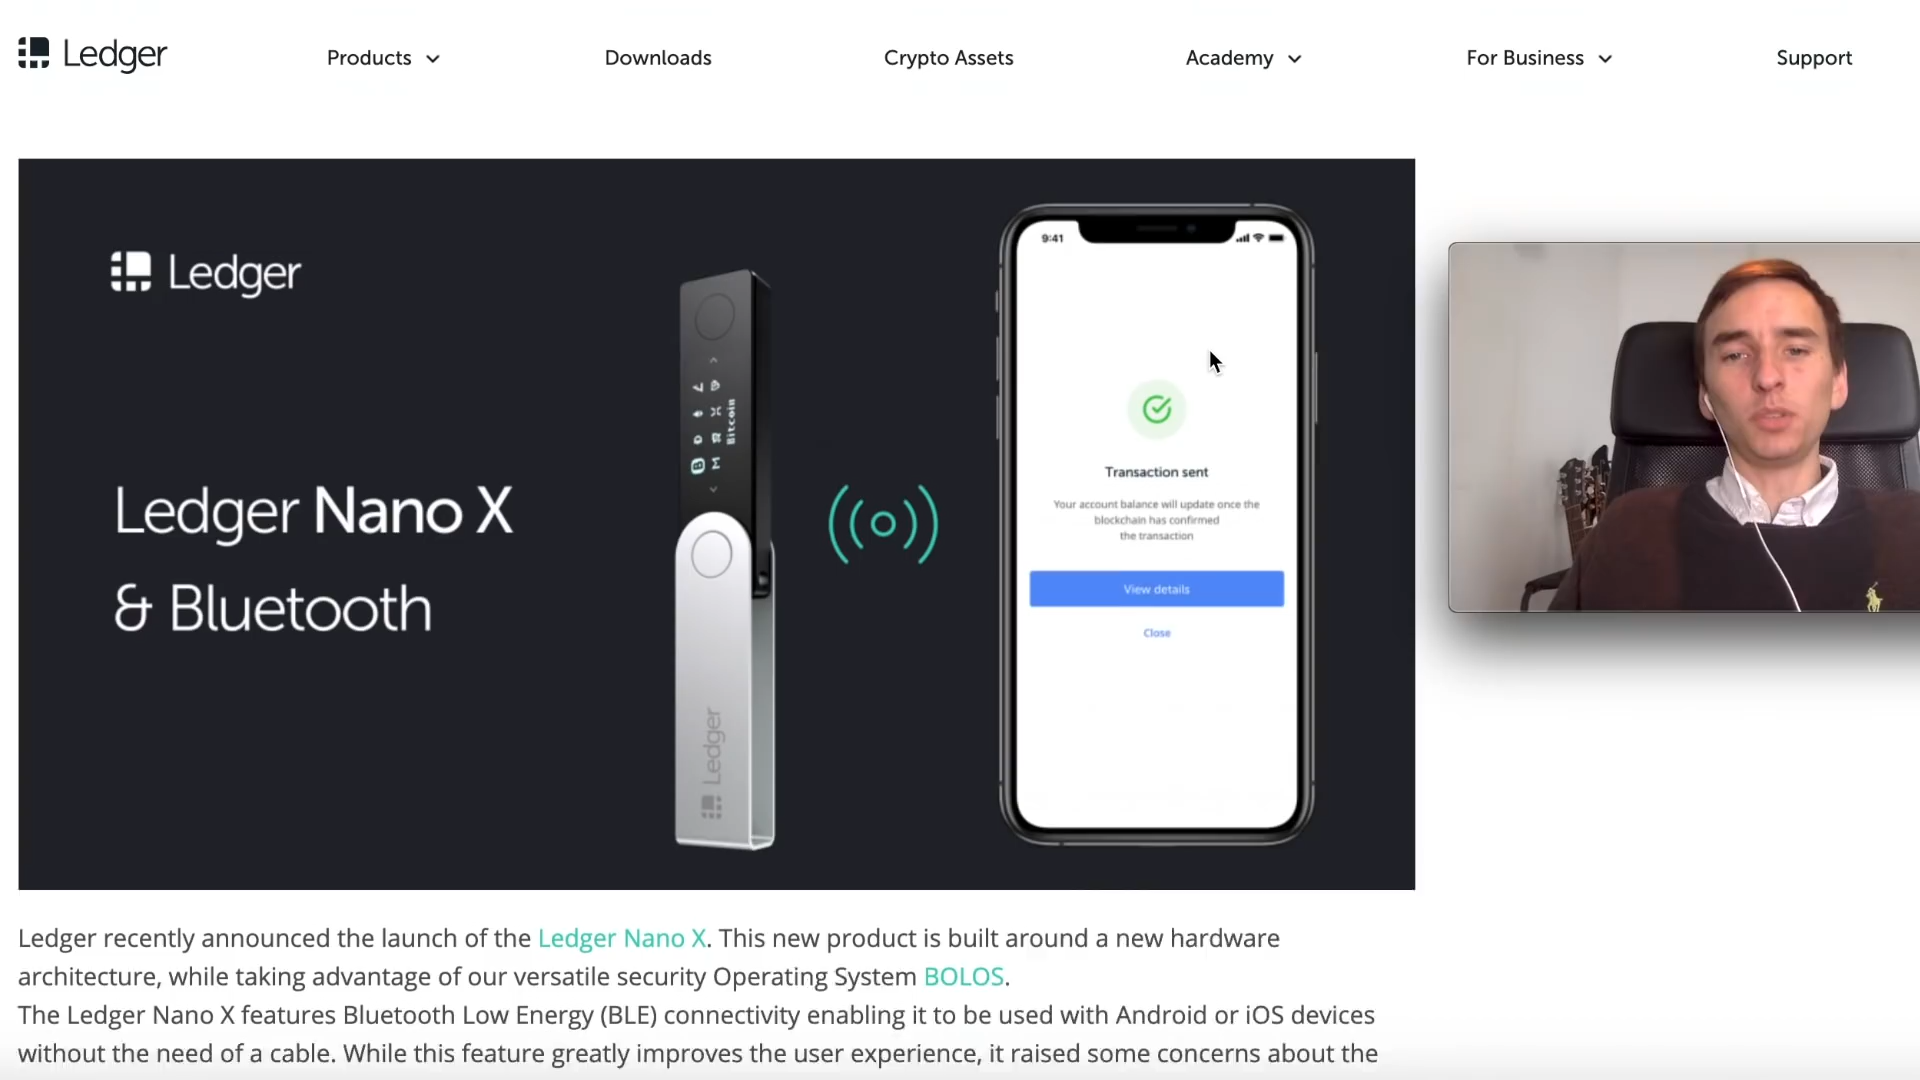 Ledger
Products
Downloads
Crypto Assets
Academy
For Business
Support
Ledger
Ledger Nano X
& Bluetooth
Bitcoin
Ledger
9:41
Transaction sent
Your account balance will update once the
blockchain has confirmed
the transaction
View details
Close
Ledger recently announced the launch of the Ledger Nano X. This new product is built around a new hardware
architecture, while taking advantage of our versatile security Operating System BOLOS.
The Ledger Nano X features Bluetooth Low Energy (BLE) connectivity enabling it to be used with Android or iOS devices
without the need of a cable. While this feature greatly improves the user experience, it raised some concerns about the